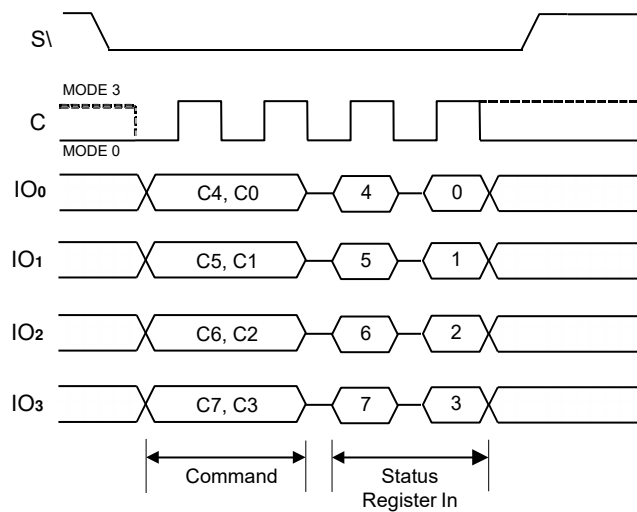 S\
MODE 3
C
MODE 0
IO0 C4, C0 4 0
IO1 C5, C1 5 1
IO2 C6, C2 6 2
IO3 C7, C3 7 3
Command Status
Register In